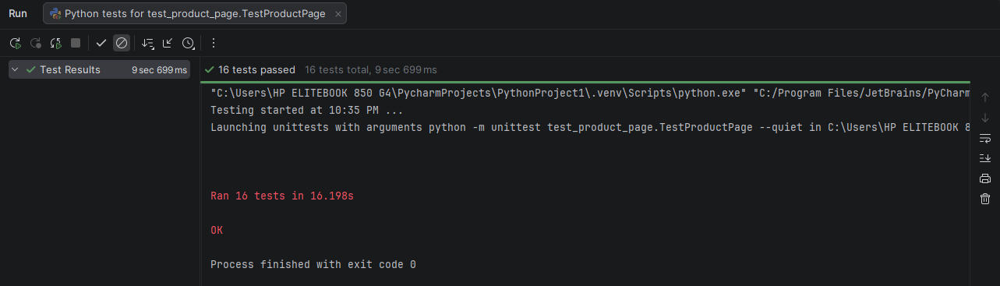 Run
Python tests for test_product_page.TestProductPage
Test Results 9 sec 699 ms
16 tests passed 16 tests total, 9 sec 699 ms
"C:\Users\HP ELITEBOOK 850 G4\PycharmProjects\PythonProject1\.venv\Scripts\python.exe" "C:/Program Files/JetBrains/PyCharm
Testing started at 10:35 PM ...
Launching unittests with arguments python -m unittest test_product_page.TestProductPage --quiet in C:\Users\HP ELITEBOOK 8
Ran 16 tests in 16.198s
OK
Process finished with exit code 0